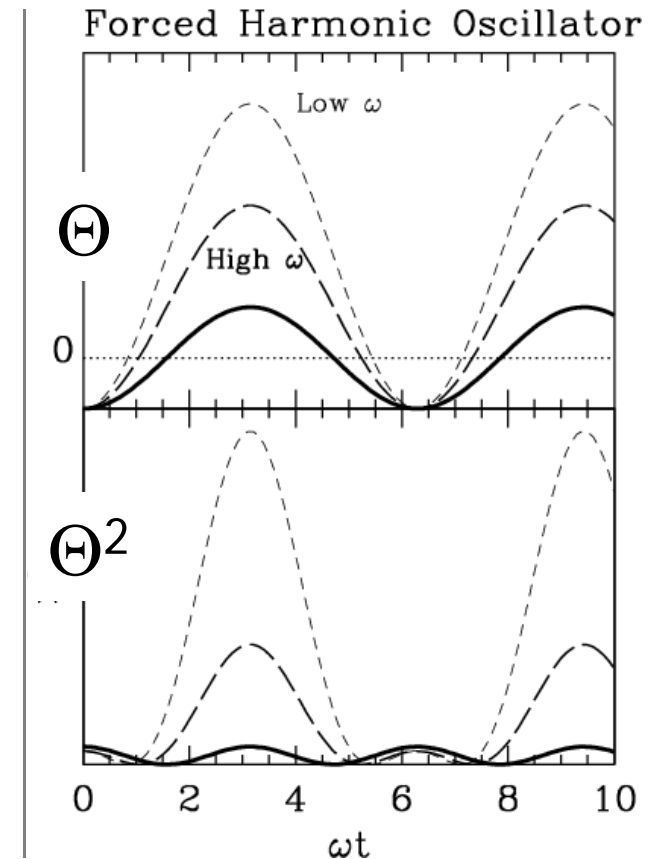 Forced Harmonic Oscillator
Low ω
Θ
High ω
0
Θ²
0 2 4 6 8 10
ωt